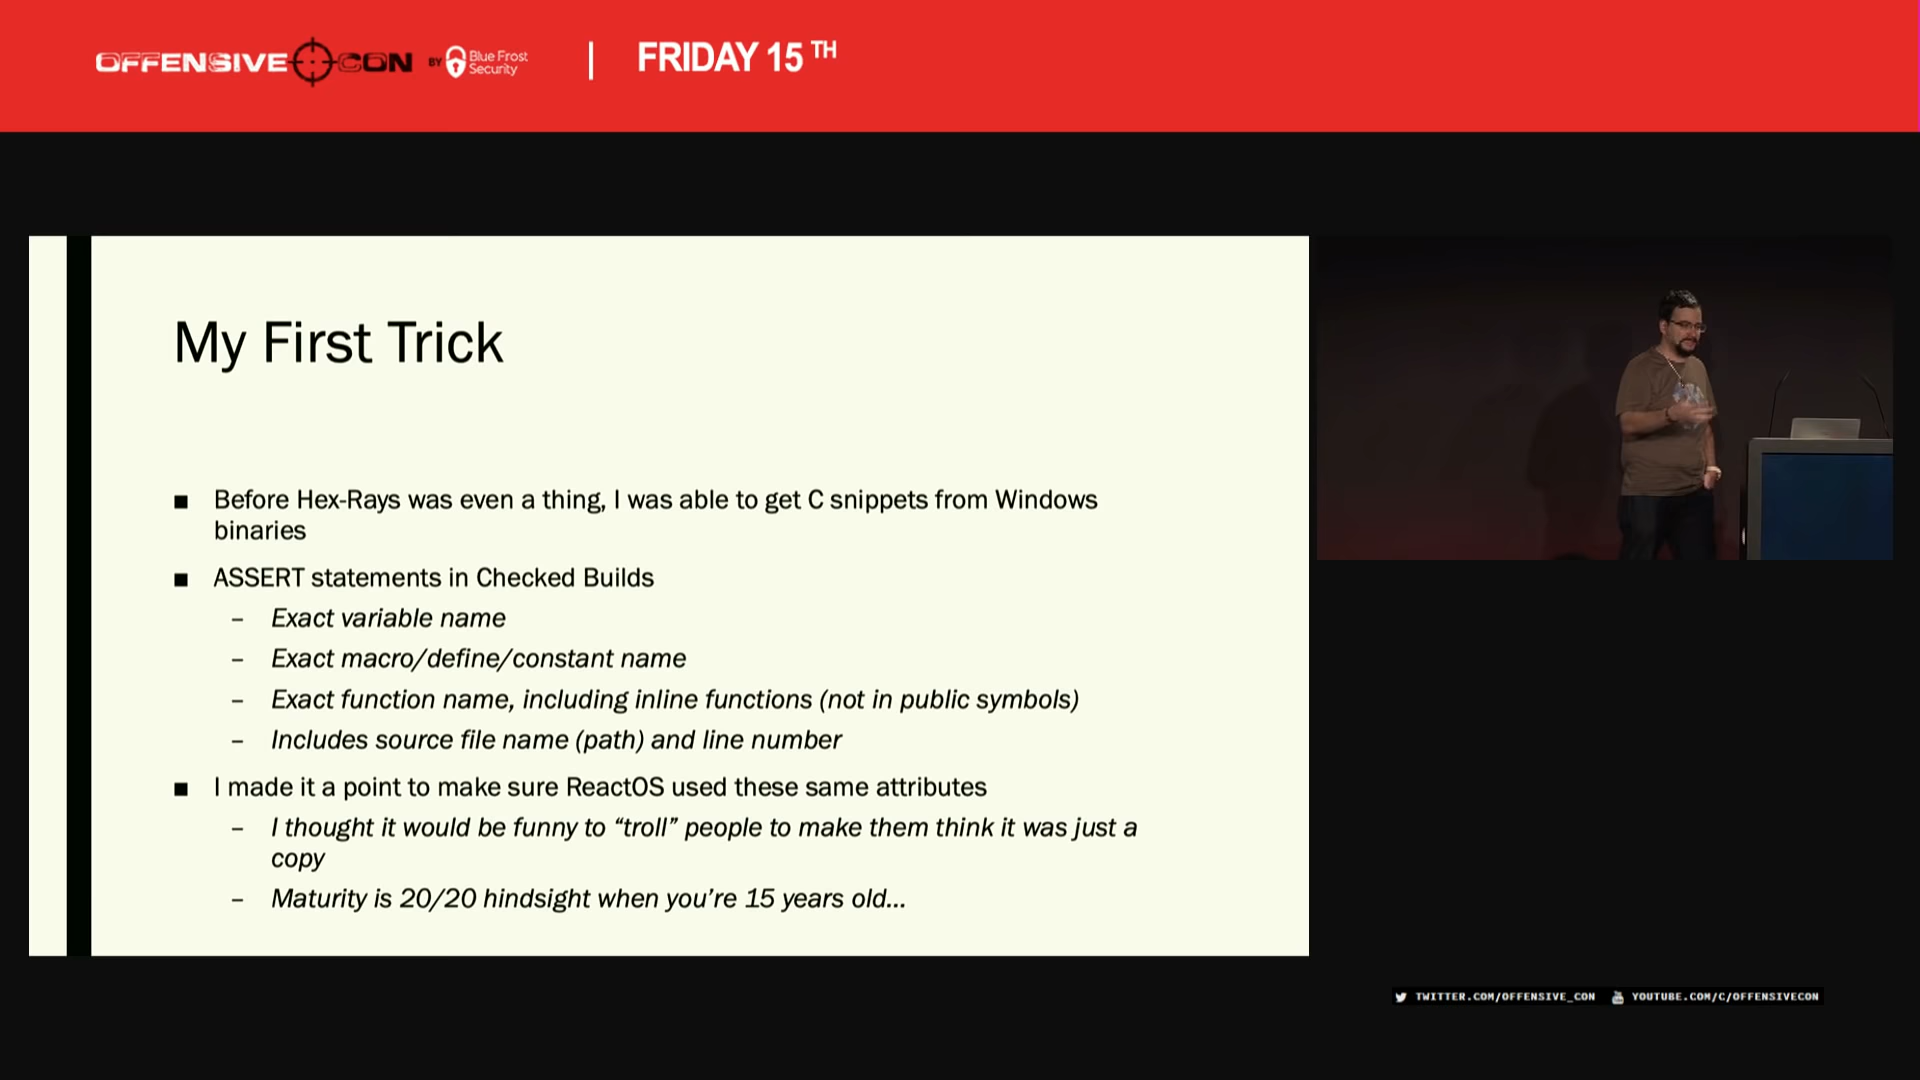 OFFENSIVE CON BY Blue Frost Security | FRIDAY 15 TH
My First Trick
■ Before Hex-Rays was even a thing, I was able to get C snippets from Windows
binaries
■ ASSERT statements in Checked Builds
– Exact variable name
– Exact macro/define/constant name
– Exact function name, including inline functions (not in public symbols)
– Includes source file name (path) and line number
■ I made it a point to make sure ReactOS used these same attributes
– I thought it would be funny to “troll” people to make them think it was just a
copy
– Maturity is 20/20 hindsight when you’re 15 years old...
TWITTER.COM/OFFENSIVE_CON YOUTUBE.COM/C/OFFENSIVECON